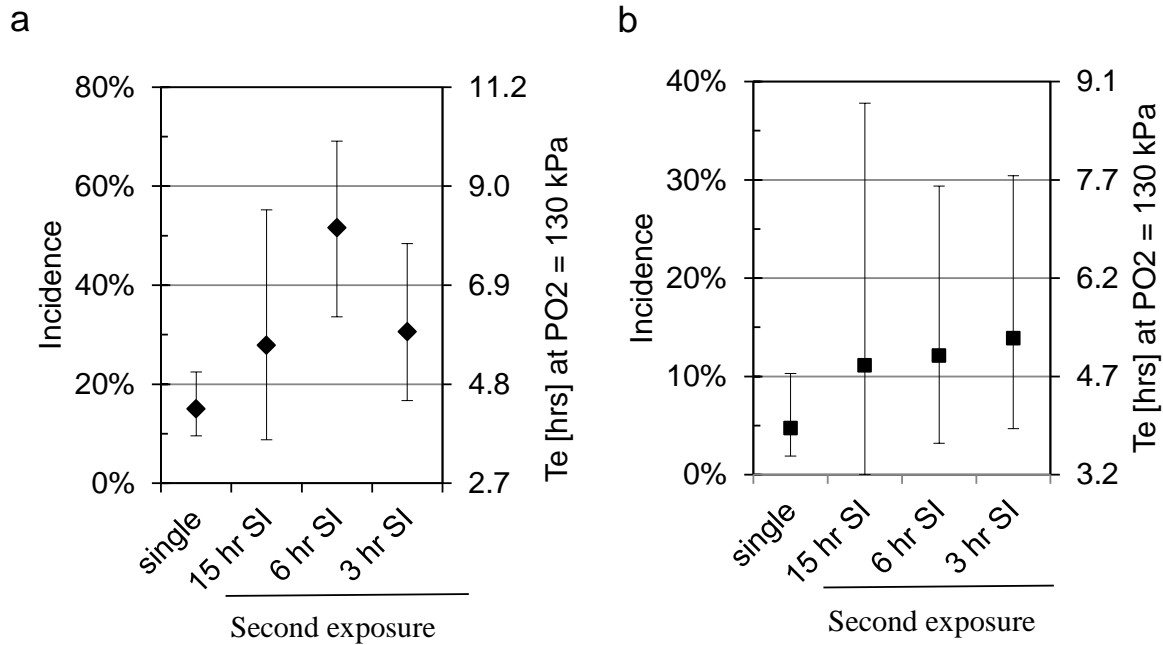 a
80%
60%
40%
20%
0%
Incidence
11.2
9.0
6.9
4.8
2.7
Te [hrs] at PO2 = 130 kPa
single
15 hr SI
6 hr SI
3 hr SI
Second exposure
b
40%
30%
20%
10%
0%
Incidence
9.1
7.7
6.2
4.7
3.2
Te [hrs] at PO2 = 130 kPa
single
15 hr SI
6 hr SI
3 hr SI
Second exposure